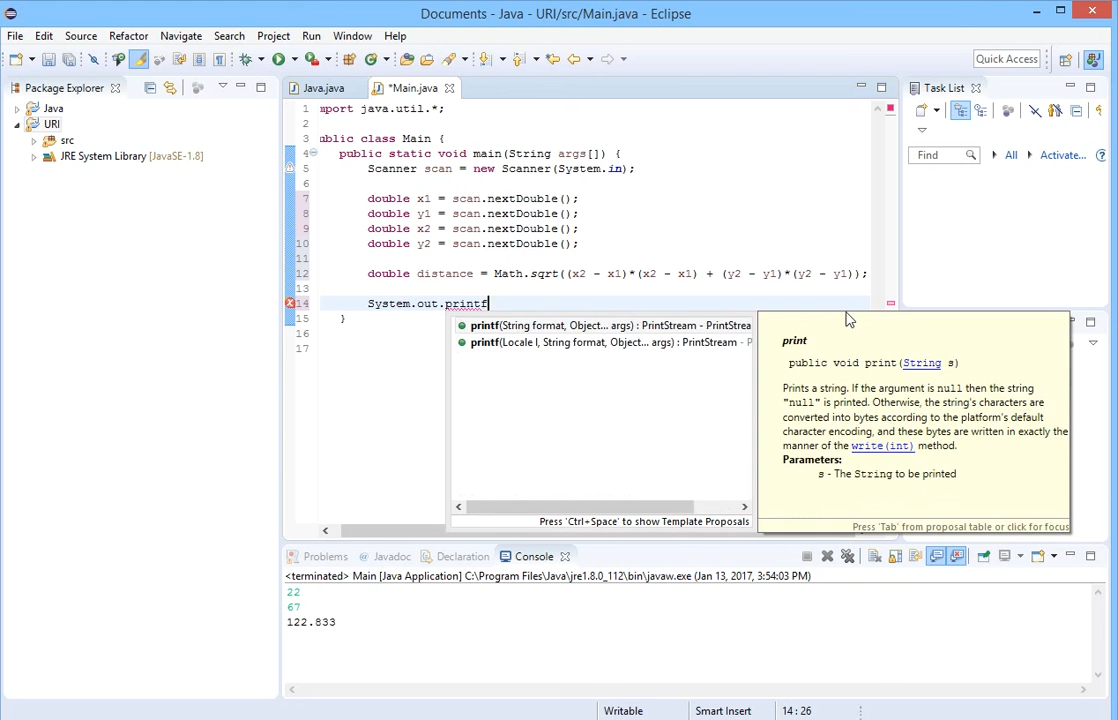 Documents - Java - URI/src/Main.java - Eclipse
File Edit Source Refactor Navigate Search Project Run Window Help
Quick Access
Package Explorer
Java.java *Main.java
Task List
Java
URI
src
JRE System Library [JavaSE-1.8]
Find All Activate...
1 mport java.util.*;
2
3 ublic class Main {
4 public static void main(String args[]) {
5 Scanner scan = new Scanner(System.in);
6
7 double x1 = scan.nextDouble();
8 double y1 = scan.nextDouble();
9 double x2 = scan.nextDouble();
10 double y2 = scan.nextDouble();
11
12 double distance = Math.sqrt((x2 - x1)*(x2 - x1) + (y2 - y1)*(y2 - y1));
13
14 System.out.printf
15 }
16
17
printf(String format, Object... args) : PrintStream - PrintStrea
printf(Locale l, String format, Object... args) : PrintStream - P
Press 'Ctrl+Space' to show Template Proposals
print
public void print(String s)
Prints a string. If the argument is null then the string
"null" is printed. Otherwise, the string's characters are
converted into bytes according to the platform's default
character encoding, and these bytes are written in exactly the
manner of the write(int) method.
Parameters:
s - The String to be printed
Press 'Tab' from proposal table or click for focus
Problems Javadoc Declaration Console
<terminated> Main [Java Application] C:\Program Files\Java\jre1.8.0_112\bin\javaw.exe (Jan 13, 2017, 3:54:03 PM)
22
67
122.833
Writable Smart Insert 14 : 26